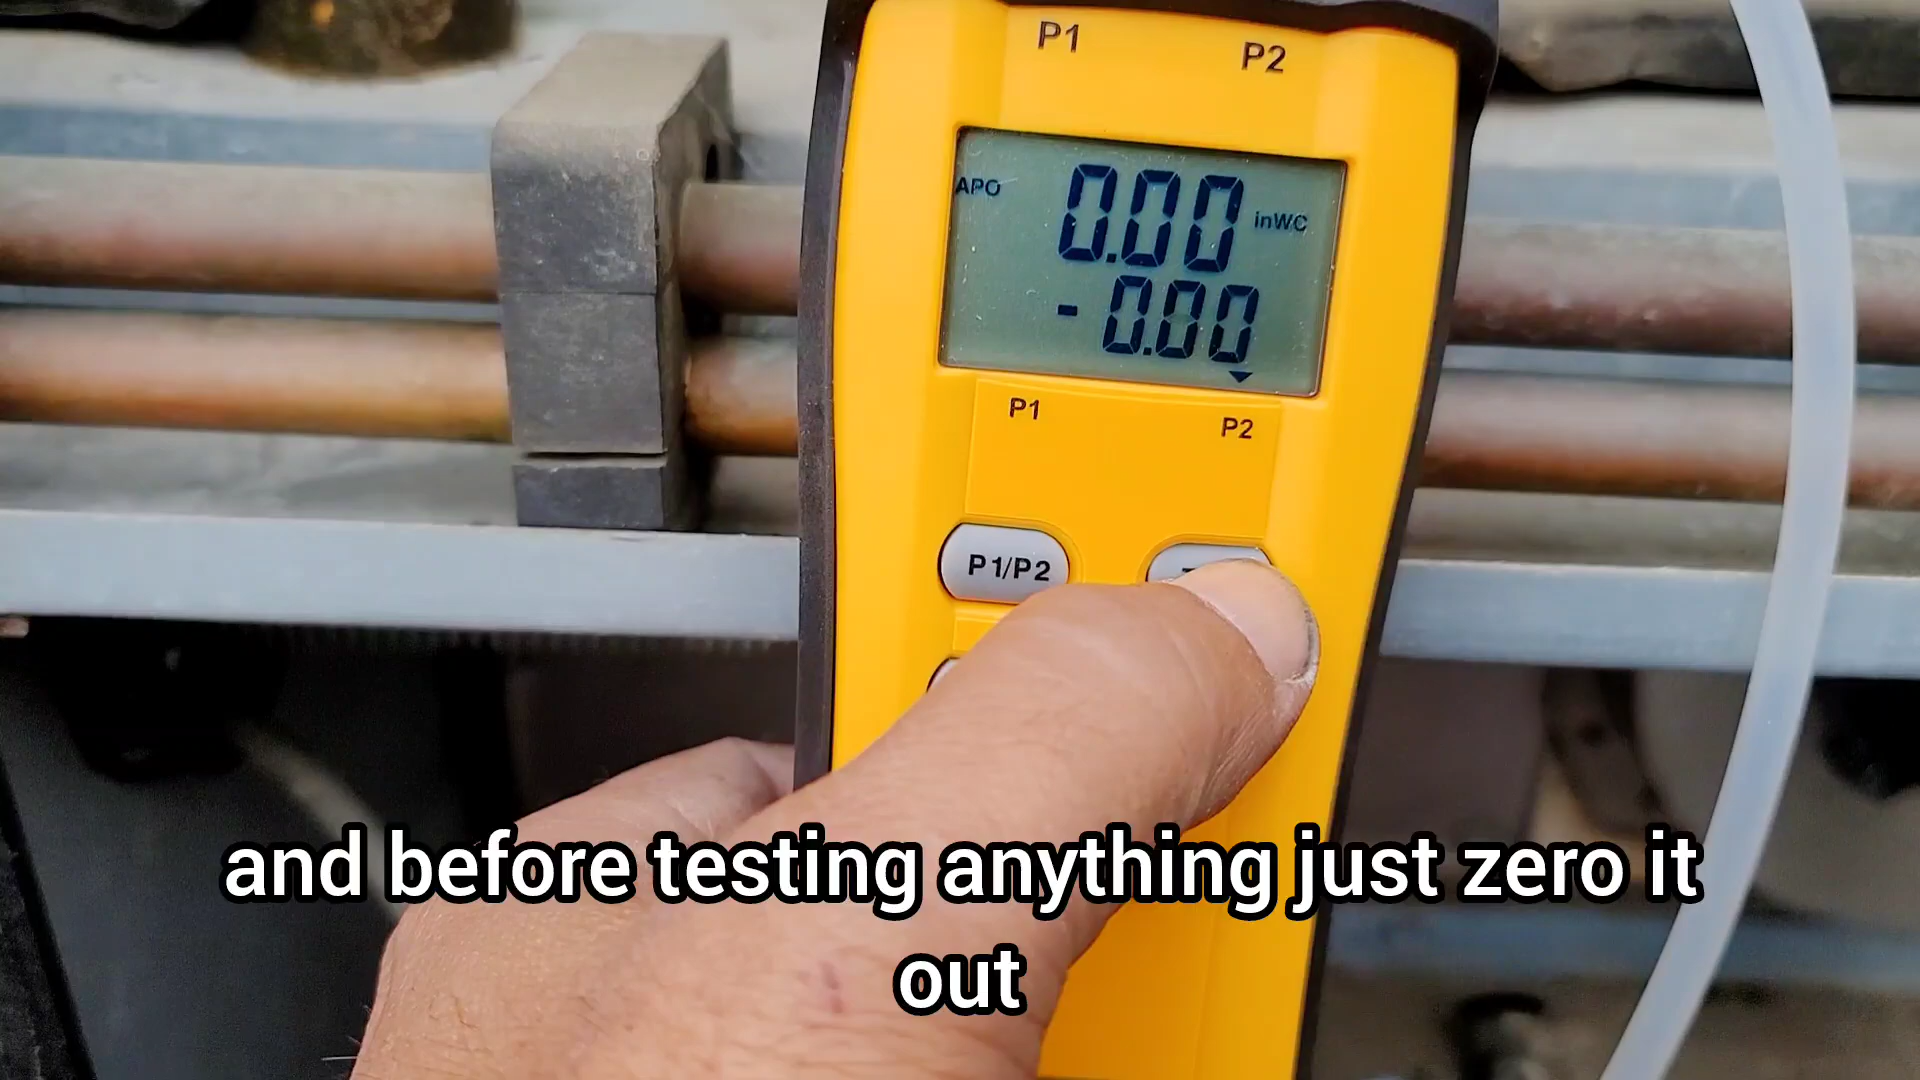 P1 P2
APO 0.00 inWC
- 0.00
P1 P2
P1/P2
and before testing anything just zero it
out